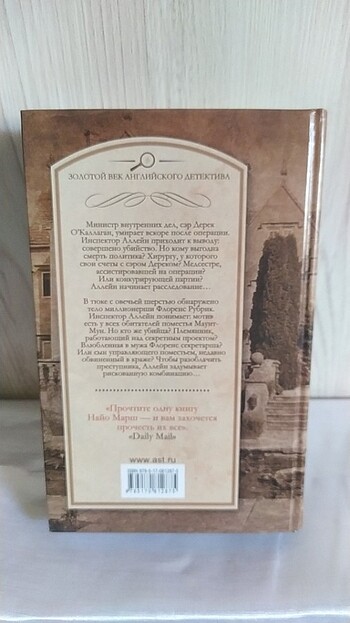 ЗОЛОТОЙ ВЕК АНГЛИЙСКОГО ДЕТЕКТИВА
Министр внутренних дел, сэр Дерек
О'Каллаган, умирает вскоре после операции.
Инспектор Аллейн приходит к выводу:
совершено убийство. Но кому выгодна
смерть политика? Хирургу, у которого
свои счеты с сэром Дереком? Медсестре,
ассистировавшей на операции?
Или конкурирующей партии?
Аллейн начинает расследование…
В тюке с овечьей шерстью обнаружено
тело миллионерши Флоренс Рубрик.
Инспектор Аллейн понимает: мотив
есть у всех обитателей поместья Маунт-
Мун. Но кто же убийца? Племянник,
работающий над секретным проектом?
Влюбленная в мужа Флоренс секретарша?
Или сын управляющего поместьем, недавно
обвиненный в краже? Чтобы разоблачить
преступника, Аллейн задумывает
рискованную комбинацию…
«Прочтите одну книгу
Найо Марш — и вам захочется
прочесть их все».
«Daily Mail»
www.ast.ru